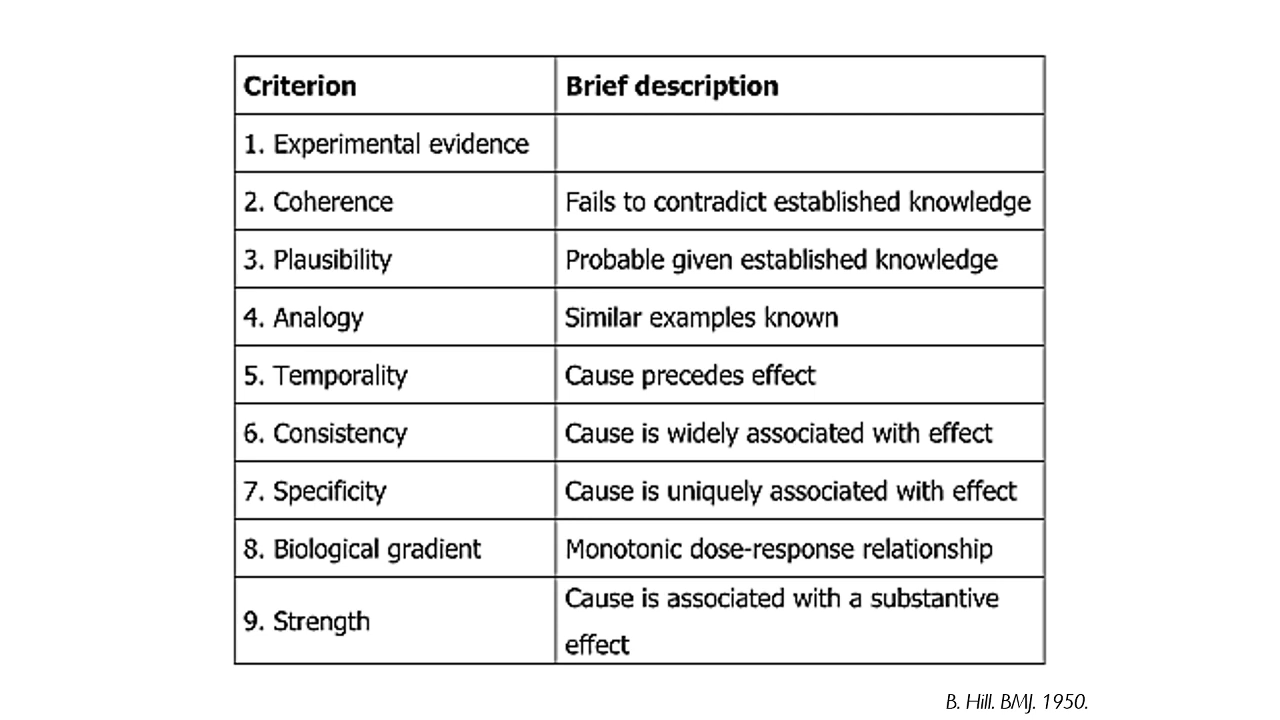 Criterion Brief description
1. Experimental evidence
2. Coherence Fails to contradict established knowledge
3. Plausibility Probable given established knowledge
4. Analogy Similar examples known
5. Temporality Cause precedes effect
6. Consistency Cause is widely associated with effect
7. Specificity Cause is uniquely associated with effect
8. Biological gradient Monotonic dose-response relationship
9. Strength Cause is associated with a substantive
effect
B. Hill. BMJ. 1950.